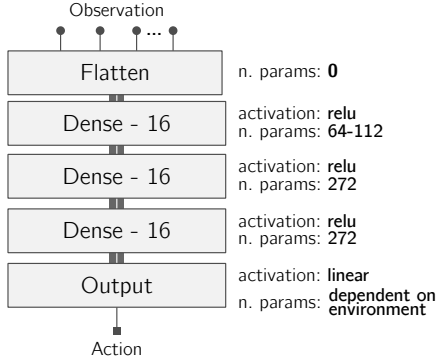 Observation
...
Flatten
n. params: 0
Dense - 16
activation: relu
n. params: 64-112
Dense - 16
activation: relu
n. params: 272
Dense - 16
activation: relu
n. params: 272
Output
activation: linear
n. params: dependent on
environment
Action